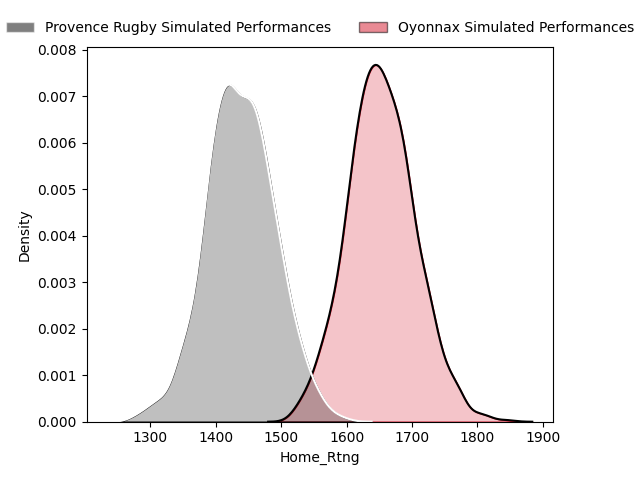 Provence Rugby Simulated Performances Oyonnax Simulated Performances
0.008
0.007
0.006
0.005
0.004
0.003
0.002
0.001
0.000
Density
1300 1400 1500 1600 1700 1800 1900
Home_Rtng